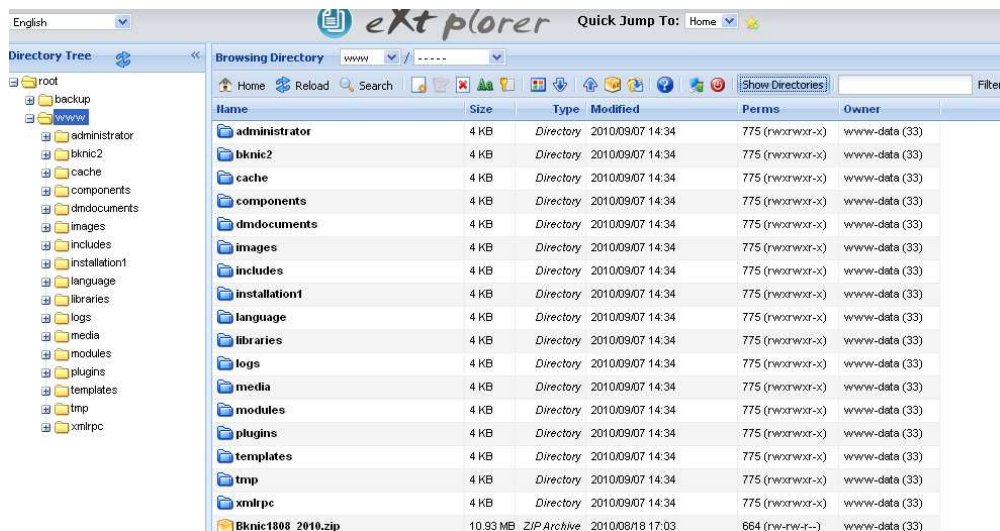 English
eXtplorer
Quick Jump To: Home
Directory Tree
Browsing Directory www / -----
Home Reload Search Show Directories Filter
root
backup
www
administrator
bknic2
cache
components
dmdocuments
images
includes
installation1
language
libraries
logs
media
modules
plugins
templates
tmp
xmlrpc
Name Size Type Modified Perms Owner
administrator 4 KB Directory 2010/09/07 14:34 775 (rwxrwxr-x) www-data (33)
bknic2 4 KB Directory 2010/09/07 14:34 775 (rwxrwxr-x) www-data (33)
cache 4 KB Directory 2010/09/07 14:34 775 (rwxrwxr-x) www-data (33)
components 4 KB Directory 2010/09/07 14:34 775 (rwxrwxr-x) www-data (33)
dmdocuments 4 KB Directory 2010/09/07 14:34 775 (rwxrwxr-x) www-data (33)
images 4 KB Directory 2010/09/07 14:34 775 (rwxrwxr-x) www-data (33)
includes 4 KB Directory 2010/09/07 14:34 775 (rwxrwxr-x) www-data (33)
installation1 4 KB Directory 2010/09/07 14:34 775 (rwxrwxr-x) www-data (33)
language 4 KB Directory 2010/09/07 14:34 775 (rwxrwxr-x) www-data (33)
libraries 4 KB Directory 2010/09/07 14:34 775 (rwxrwxr-x) www-data (33)
logs 4 KB Directory 2010/09/07 14:34 775 (rwxrwxr-x) www-data (33)
media 4 KB Directory 2010/09/07 14:34 775 (rwxrwxr-x) www-data (33)
modules 4 KB Directory 2010/09/07 14:34 775 (rwxrwxr-x) www-data (33)
plugins 4 KB Directory 2010/09/07 14:34 775 (rwxrwxr-x) www-data (33)
templates 4 KB Directory 2010/09/07 14:34 775 (rwxrwxr-x) www-data (33)
tmp 4 KB Directory 2010/09/07 14:34 775 (rwxrwxr-x) www-data (33)
xmlrpc 4 KB Directory 2010/09/07 14:34 775 (rwxrwxr-x) www-data (33)
Bknic1808_2010.zip 10.93 MB ZIP Archive 2010/08/18 17:03 664 (rw-rw-r--) www-data (33)